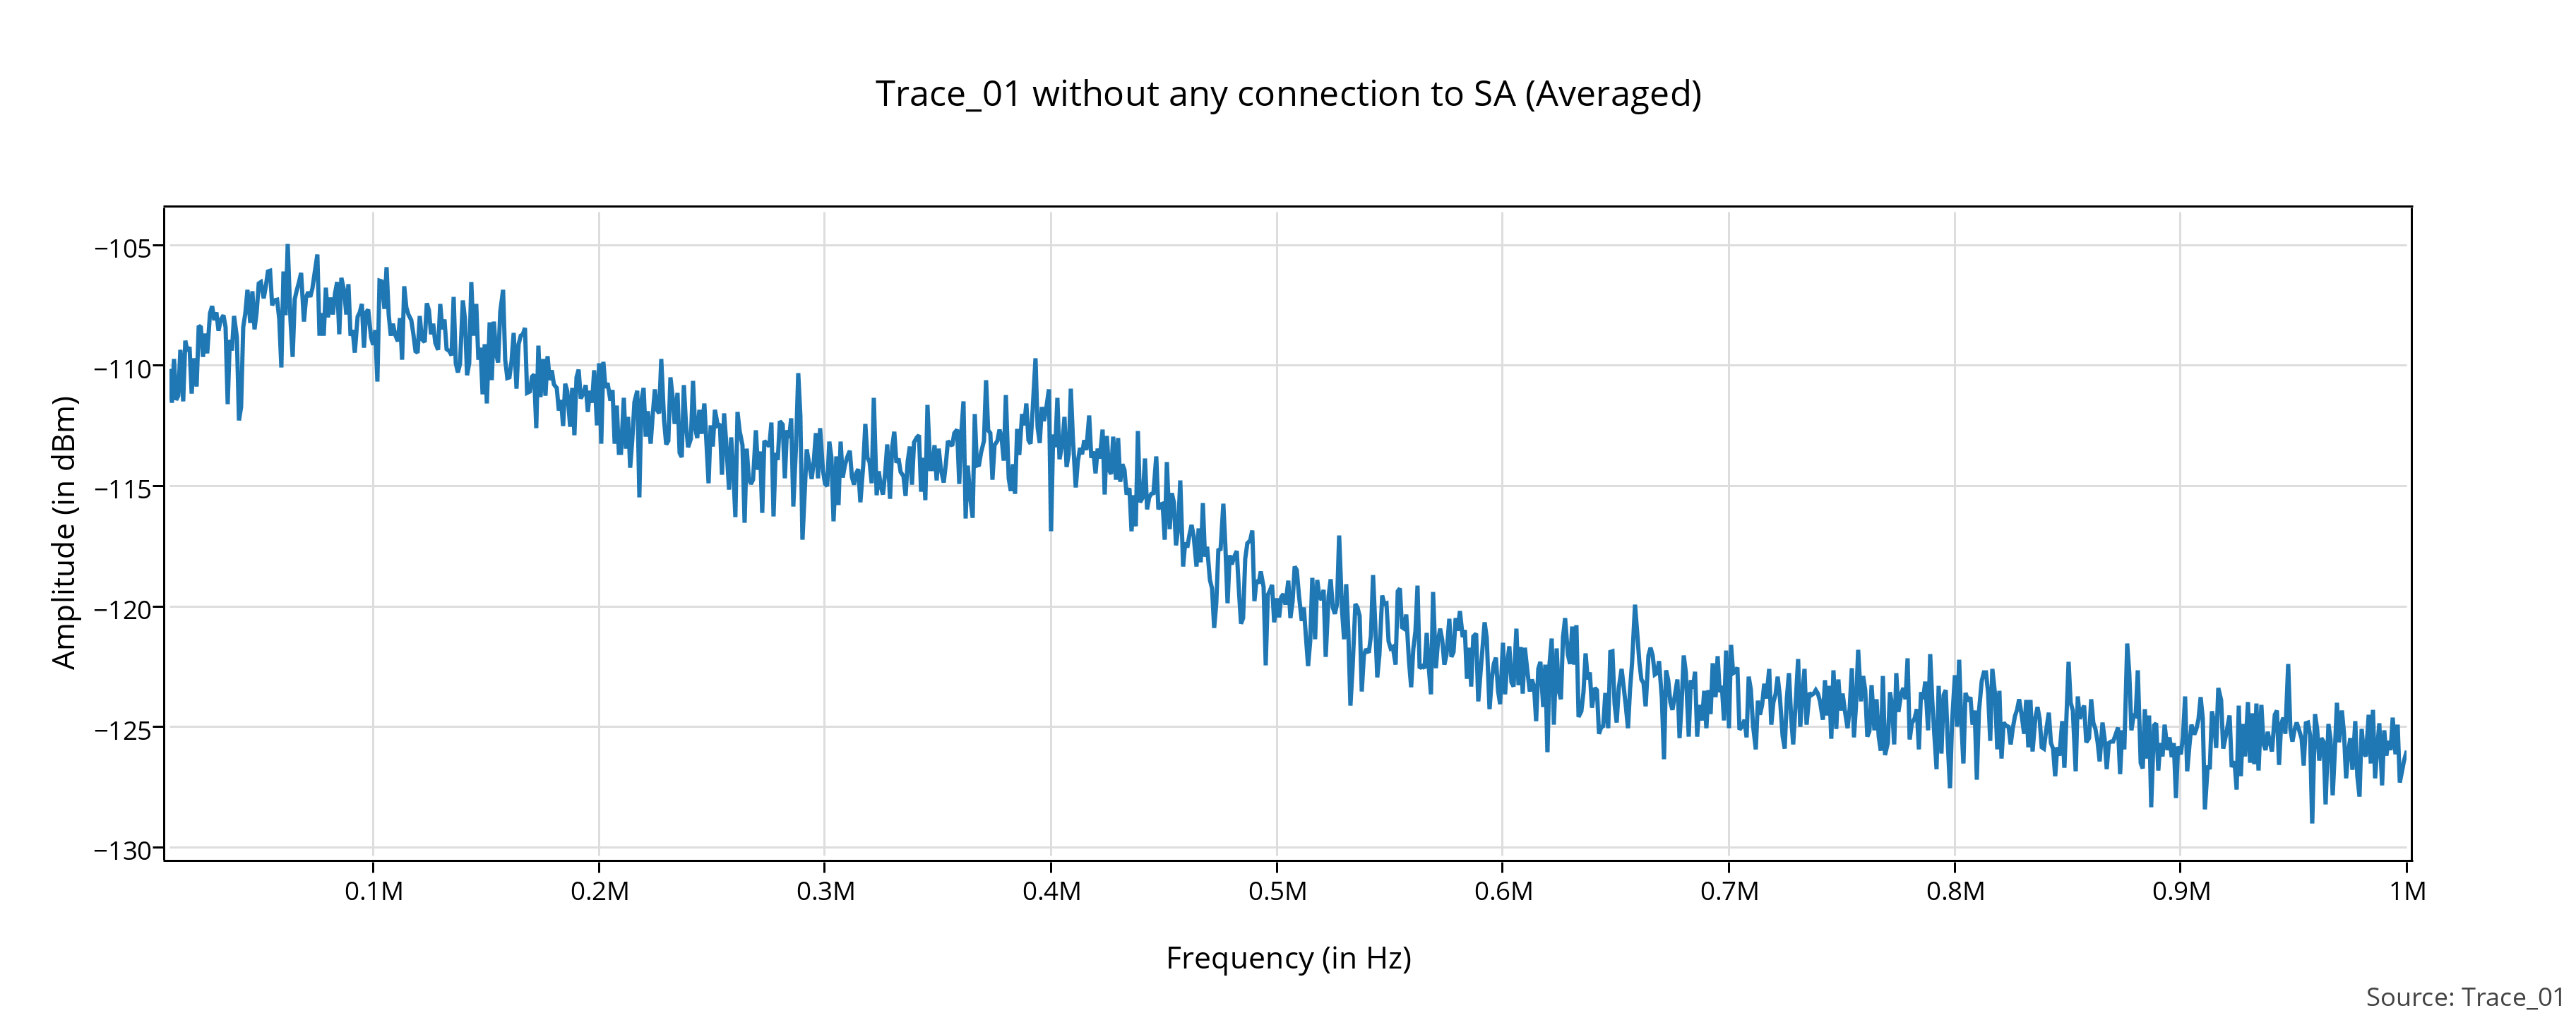 Trace_01 without any connection to SA (Averaged)
Amplitude (in dBm)
−105
−110
−115
−120
−125
−130
0.1M 0.2M 0.3M 0.4M 0.5M 0.6M 0.7M 0.8M 0.9M 1M
Frequency (in Hz)
Source: Trace_01